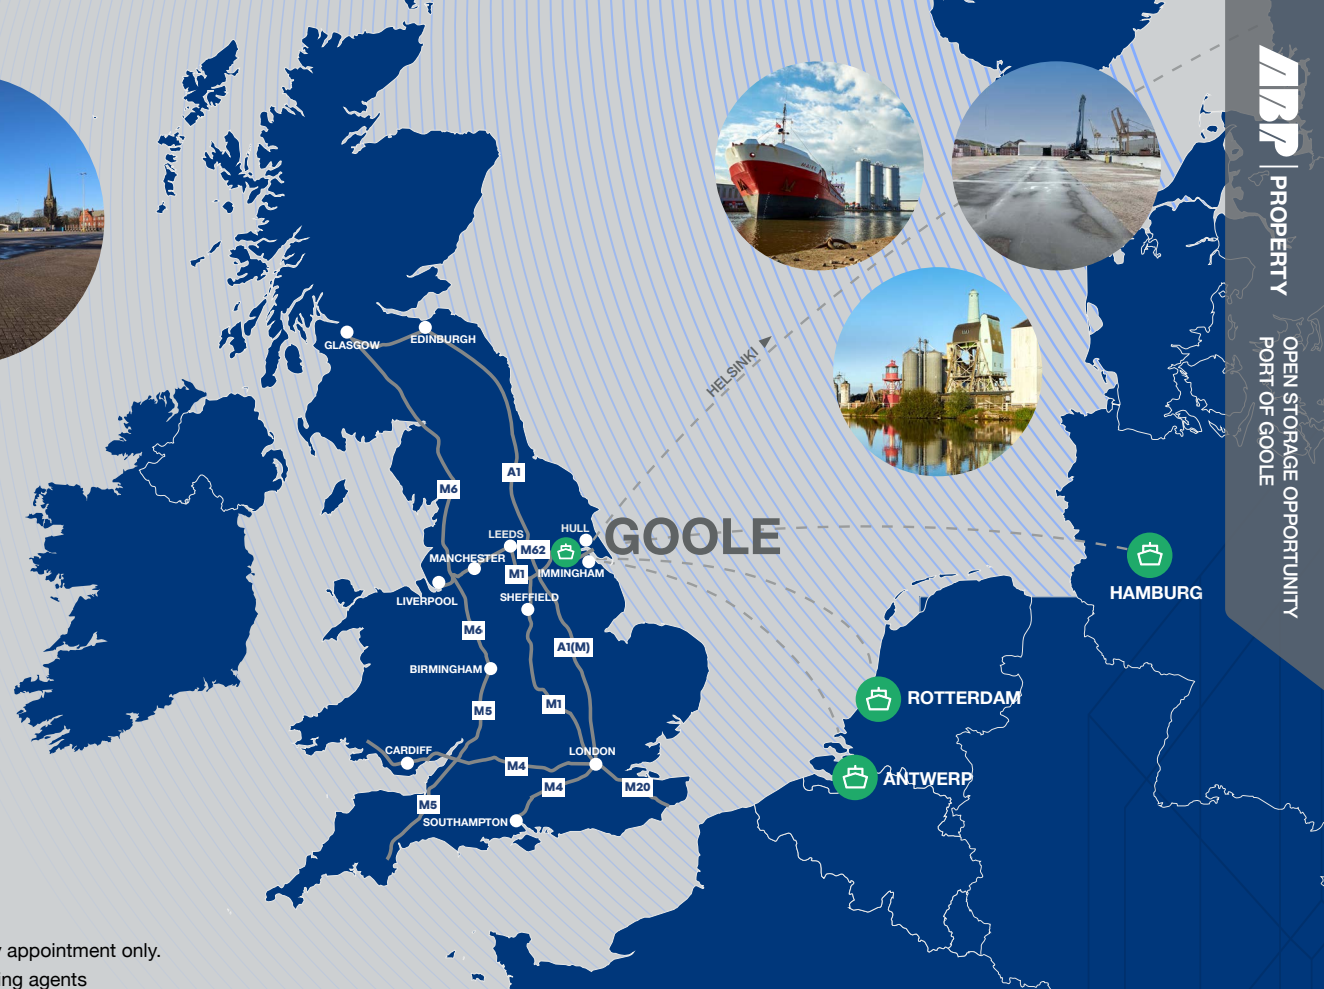 GLASGOW
EDINBURGH
HELSINKI
A1
M6
LEEDS
HULL
GOOLE
M62
MANCHESTER
M1
IMMINGHAM
LIVERPOOL
SHEFFIELD
HAMBURG
M6
A1(M)
BIRMINGHAM
ROTTERDAM
M1
M5
CARDIFF
LONDON
M4
ANTWERP
M4
M20
M5
SOUTHAMPTON
appointment only.
ing agents
ABP | PROPERTY
OPEN STORAGE OPPORTUNITY
PORT OF GOOLE